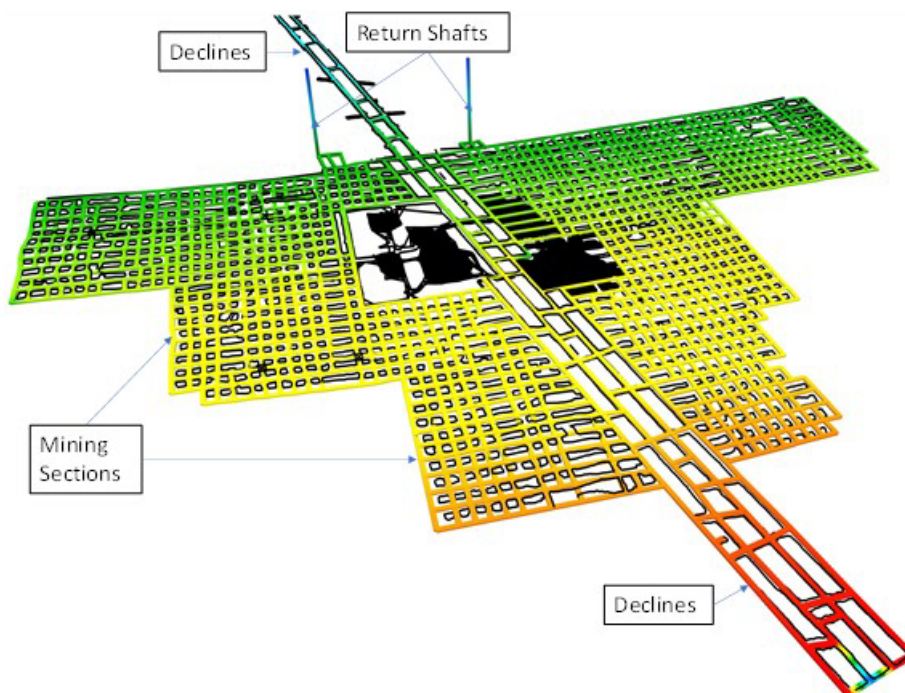 Declines
Return Shafts
Mining
Sections
Declines